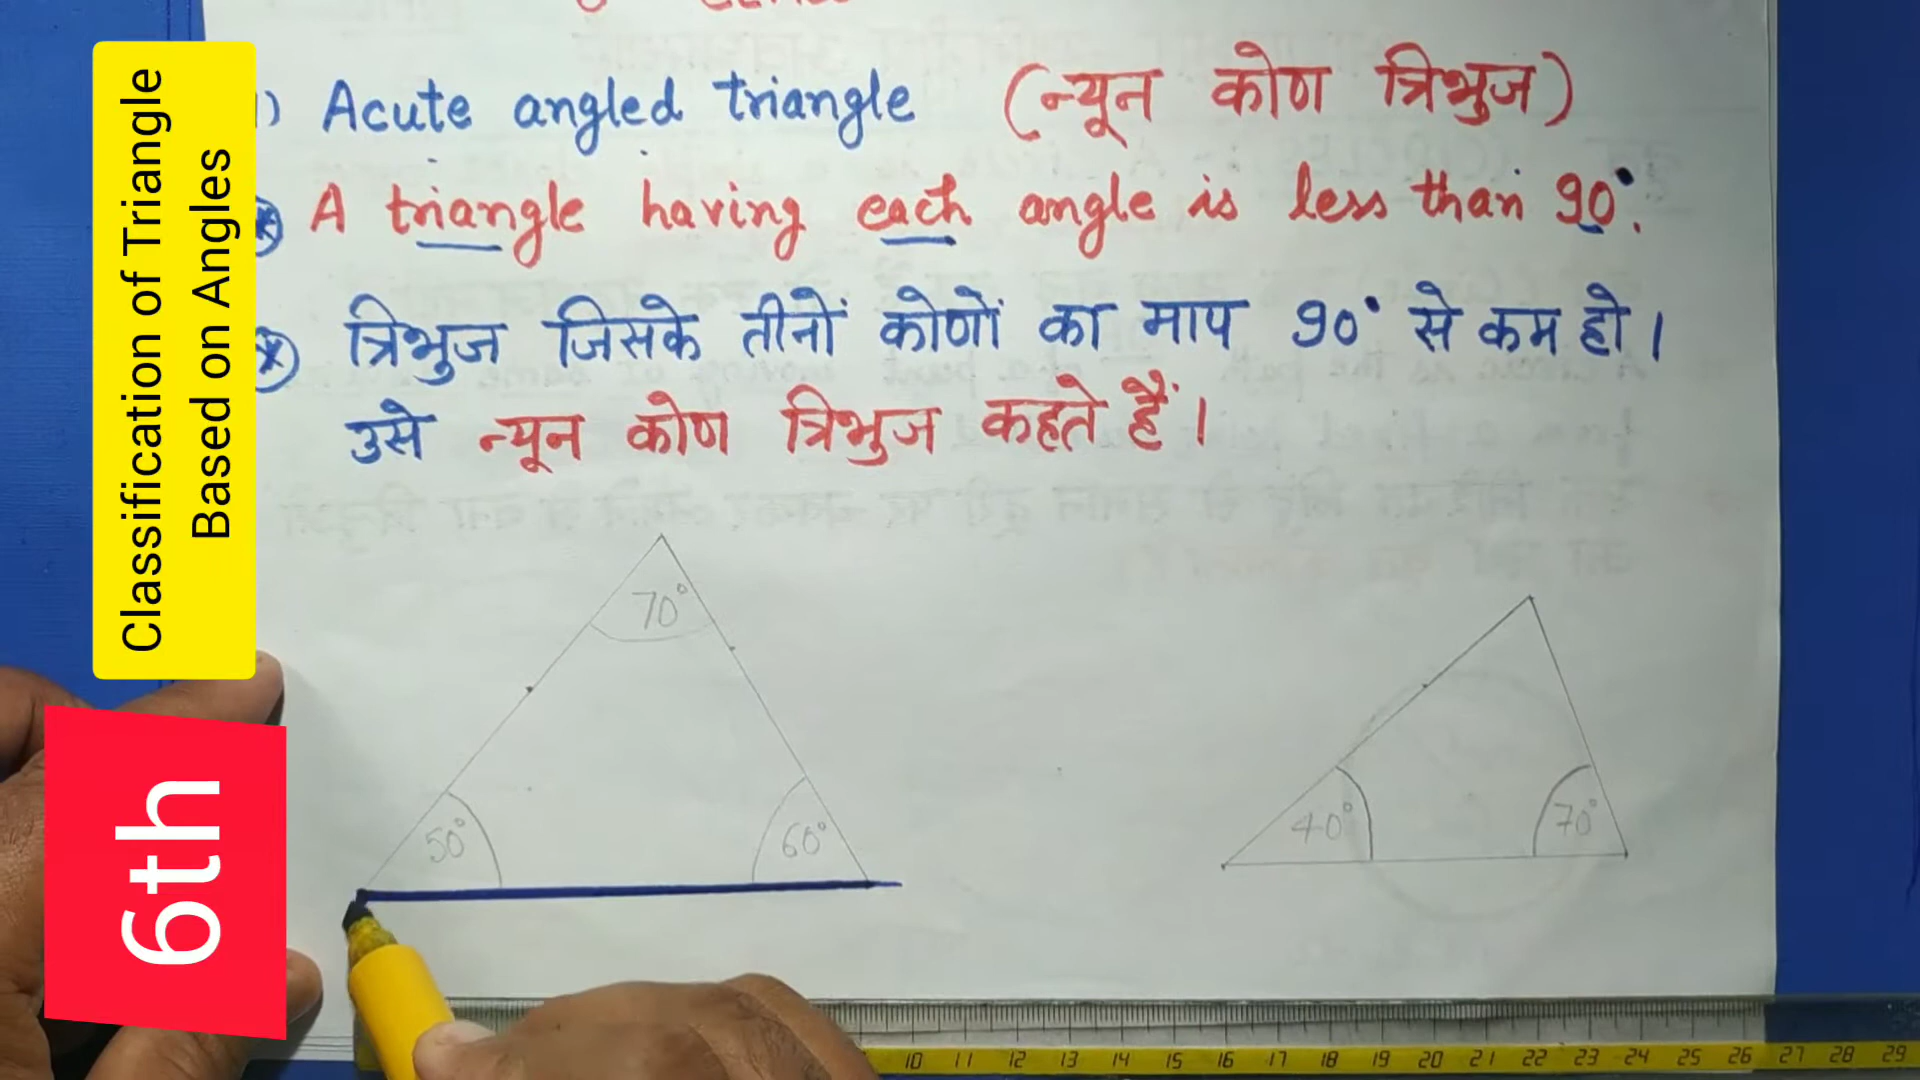 Classification of Triangle
Based on Angles
6th
1) Acute angled triangle (न्यून कोण त्रिभुज)
A triangle having each angle is less than 90°.
त्रिभुज जिसके तीनों कोणों का माप 90° से कम हो।
उसे न्यून कोण त्रिभुज कहते हैं।
70°
50°
60°
40°
70°
10 11 12 13 14 15 16 17 18 19 20 21 22 23 24 25 26 27 28 29